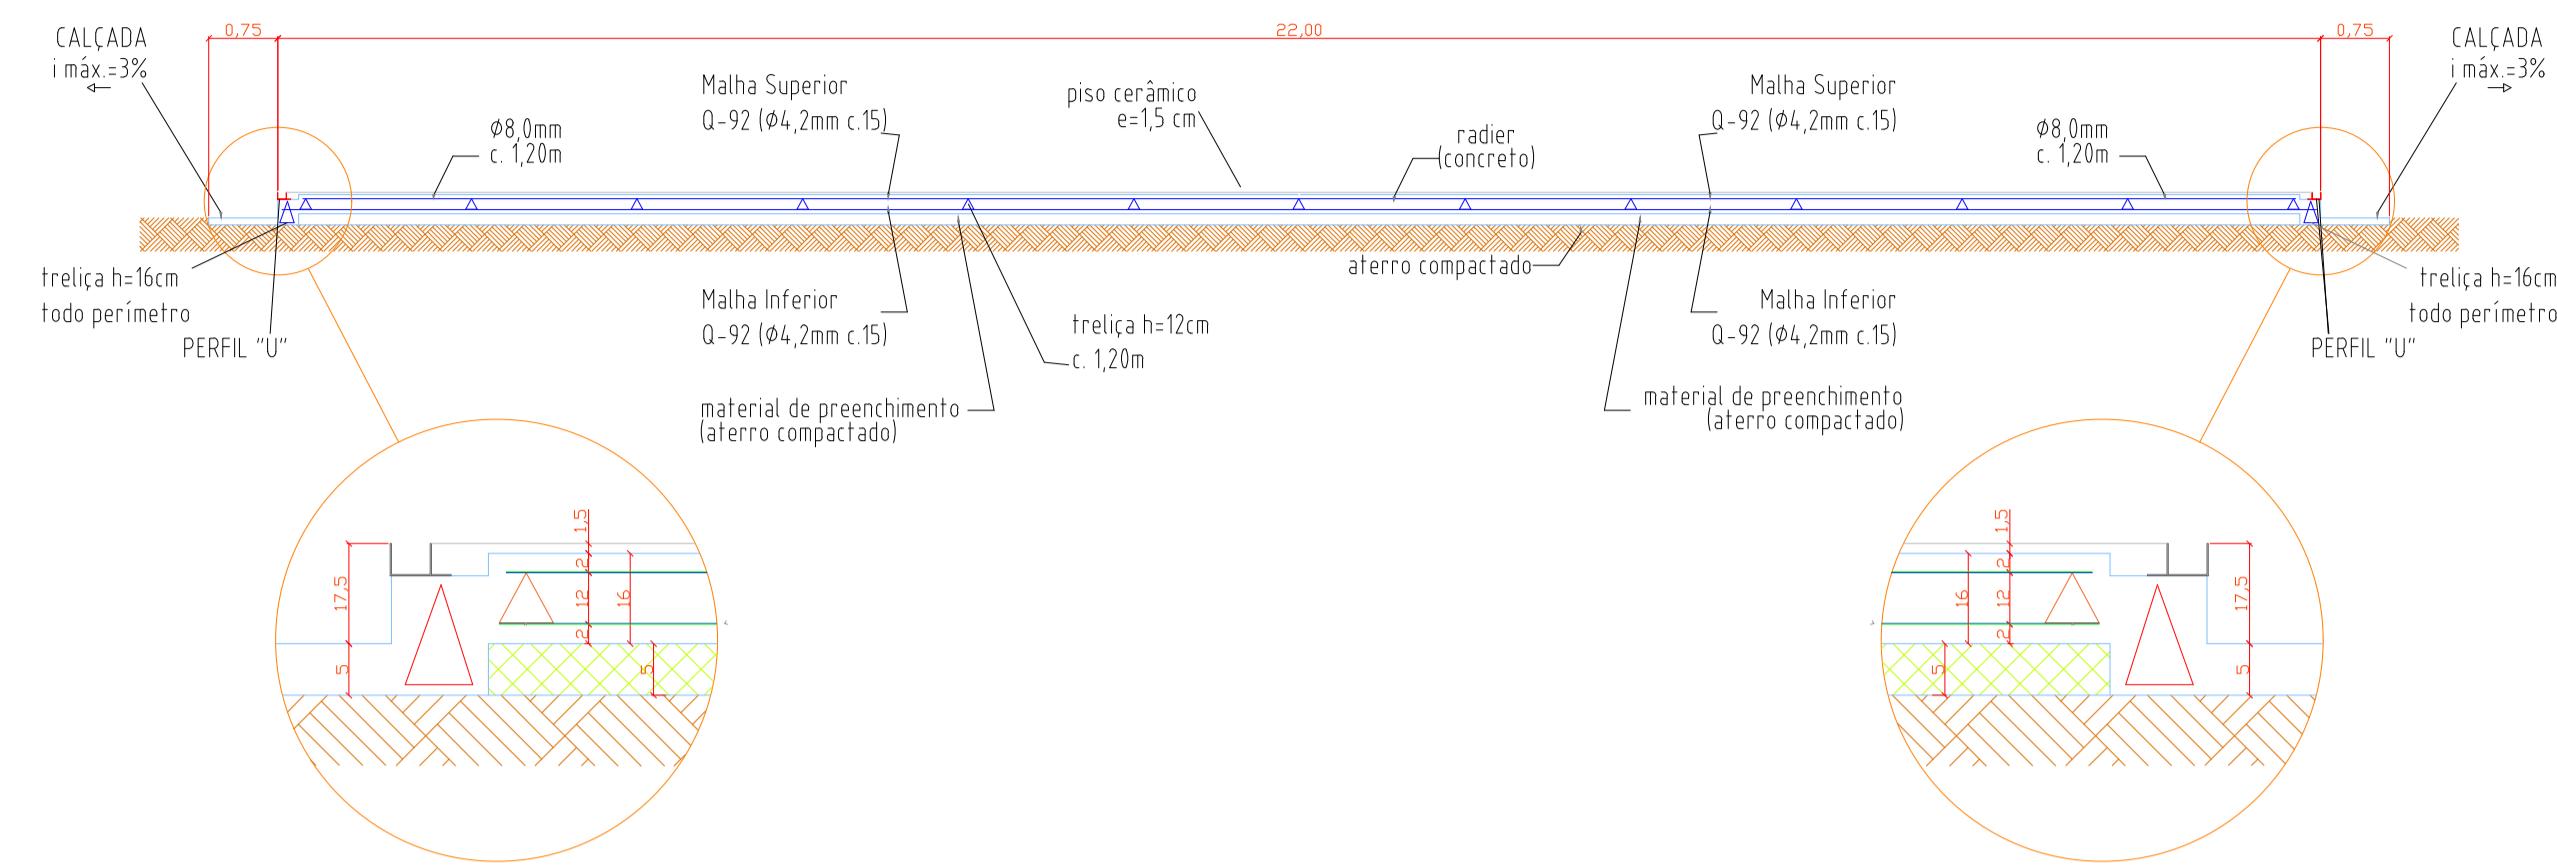 0,75
22,00
0,75
CALÇADA
i máx.=3%
CALÇADA
i máx.=3%
Malha Superior
Q-92 (Ø4,2mm c.15)
piso cerâmico
e=1,5 cm
Malha Superior
Q-92 (Ø4,2mm c.15)
Ø8,0mm
c. 1,20m
radier
(concreto)
Ø8,0mm
c. 1,20m
treliça h=16cm
todo perímetro
PERFIL "U"
Malha Inferior
Q-92 (Ø4,2mm c.15)
treliça h=12cm
c. 1,20m
aterro compactado
Malha Inferior
Q-92 (Ø4,2mm c.15)
treliça h=16cm
todo perímetro
PERFIL "U"
material de preenchimento
(aterro compactado)
material de preenchimento
(aterro compactado)
17,5
5
1,5
2
12
2
16
5
1,5
2
12
2
16
5
17,5
5